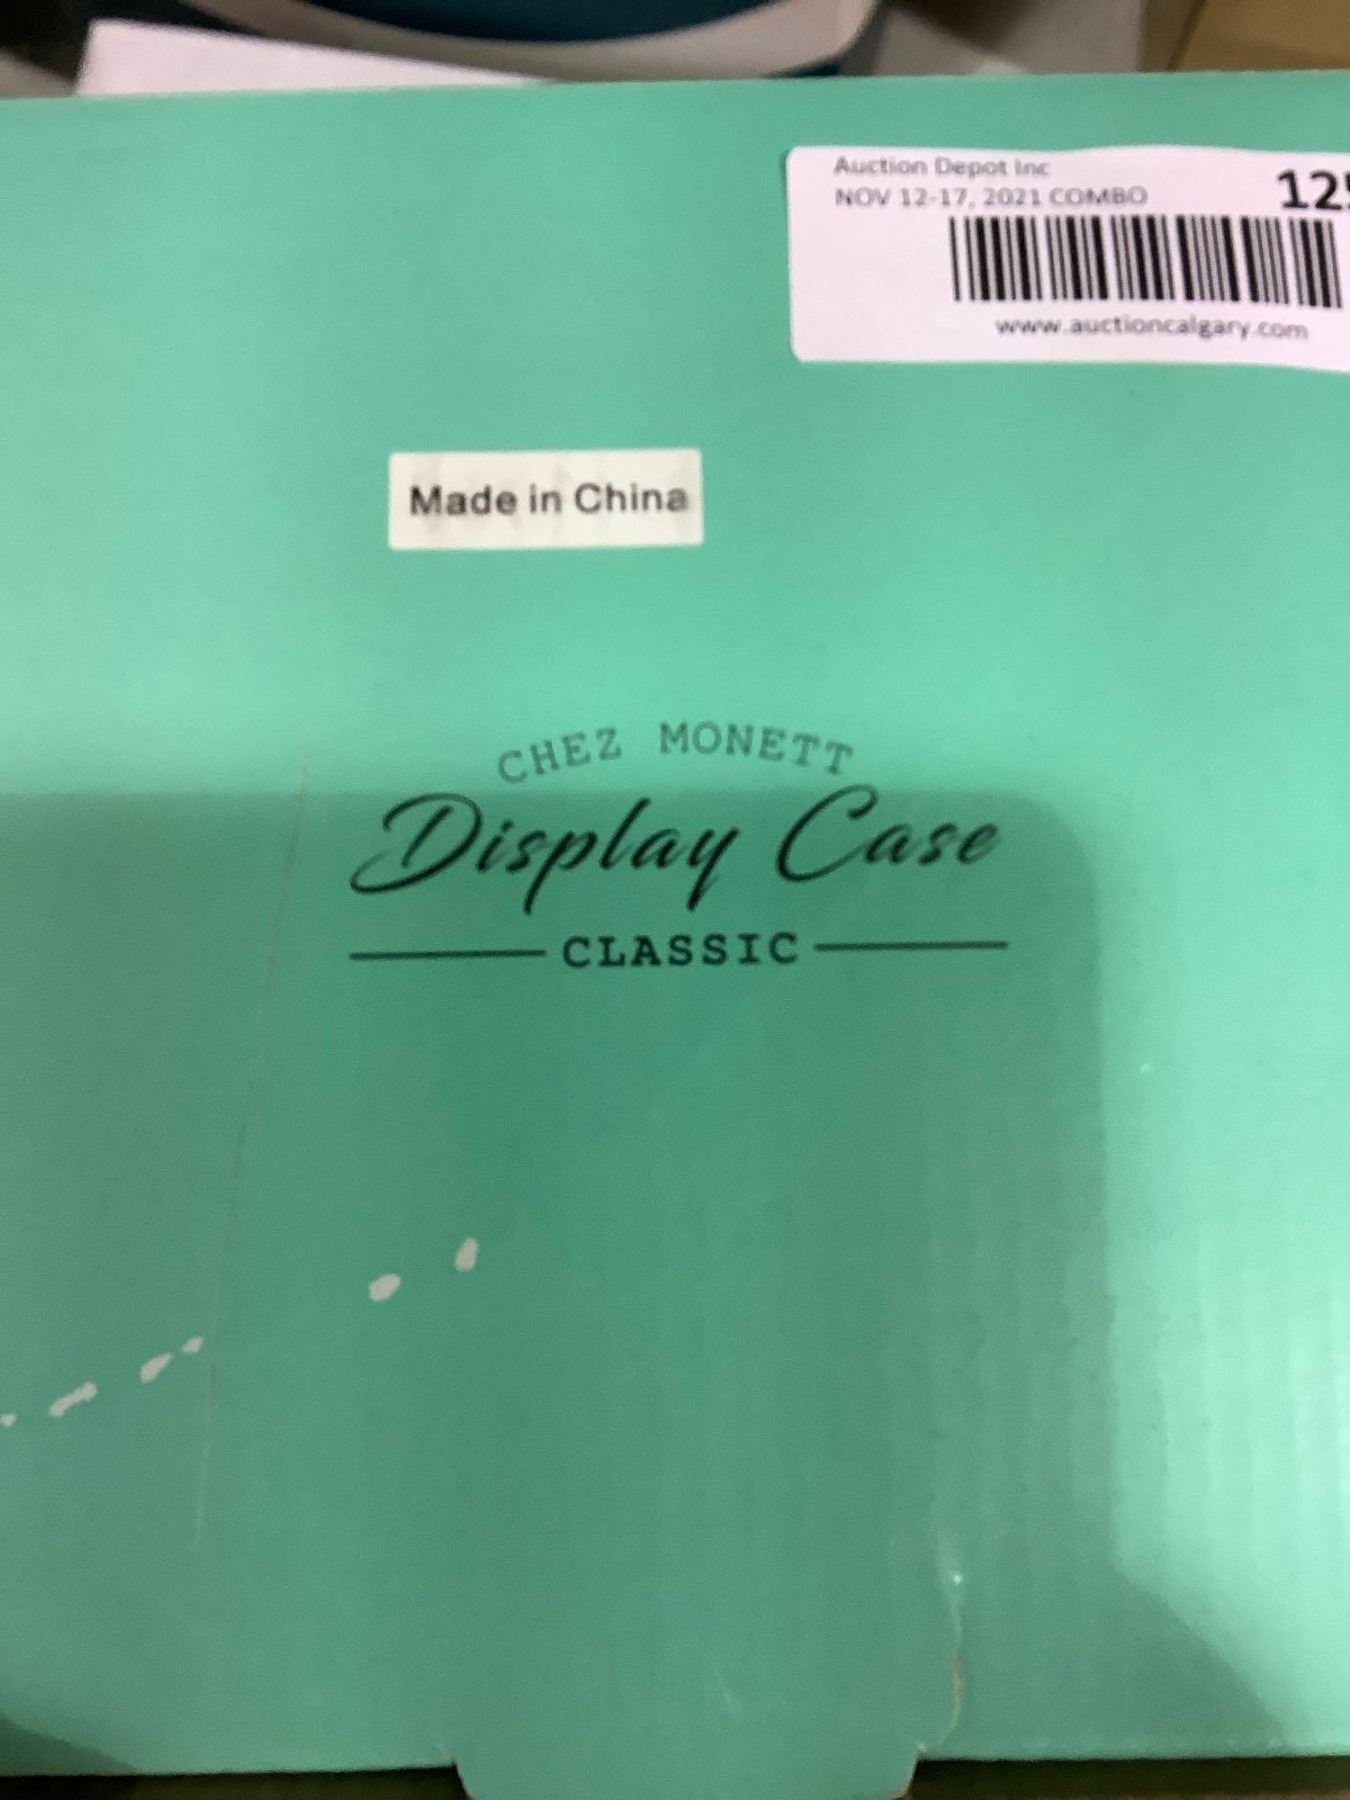 Auction Depot Inc
NOV 12-17, 2021 COMBO
www.auctioncalgary.com
Made in China
CHEZ MONETT
Display Case
CLASSIC